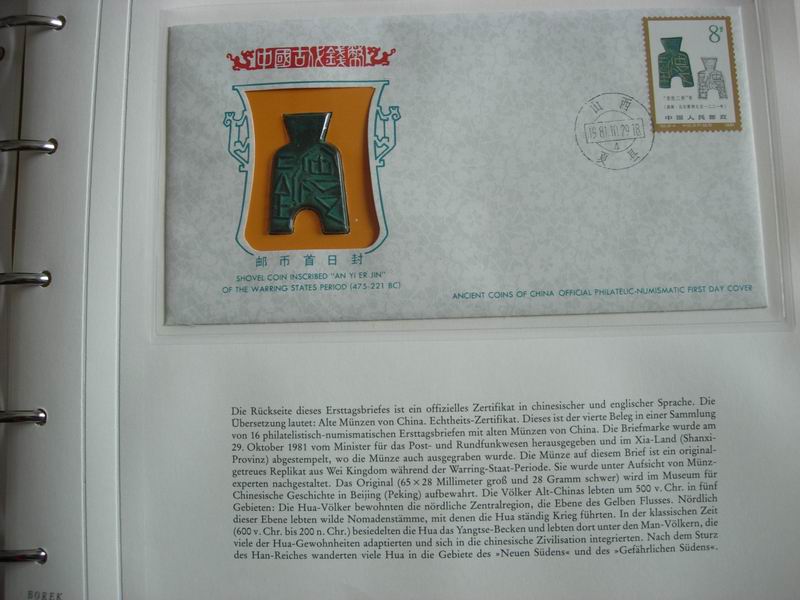 中國古代錢幣
8分
"安邑二釿"布
中国人民邮政
山西
1981.10.29.18
4
夏县
邮币首日封
SHOVEL COIN INSCRIBED "AN YI ER JIN"
OF THE WARRING STATES PERIOD (475-221 BC)
ANCIENT COINS OF CHINA OFFICIAL PHILATELIC-NUMISMATIC FIRST DAY COVER
Die Rückseite dieses Ersttagsbriefes ist ein offizielles Zertifikat in chinesischer und englischer Sprache. Die
Übersetzung lautet: Alte Münzen von China. Echtheits-Zertifikat. Dieses ist der vierte Beleg in einer Sammlung
von 16 philatelistisch-numismatischen Ersttagsbriefen mit alten Münzen von China. Die Briefmarke wurde am
29. Oktober 1981 vom Minister für das Post- und Rundfunkwesen herausgegeben und im Xia-Land (Shanxi-
Provinz) abgestempelt, wo die Münze auch ausgegraben wurde. Die Münze auf diesem Brief ist ein original-
getreues Replikat aus Wei Kingdom während der Warring-Staat-Periode. Sie wurde unter Aufsicht von Münz-
experten nachgestaltet. Das Original (65 × 28 Millimeter groß und 28 Gramm schwer) wird im Museum für
Chinesische Geschichte in Beijing (Peking) aufbewahrt. Die Völker Alt-Chinas lebten um 500 v. Chr. in fünf
Gebieten: Die Hua-Völker bewohnten die nördliche Zentralregion, die Ebene des Gelben Flusses. Nördlich
dieser Ebene lebten wilde Nomadenstämme, mit denen die Hua ständig Krieg führten. In der klassischen Zeit
(600 v. Chr. bis 200 n. Chr.) besiedelten die Hua das Yangtse-Becken und lebten dort unter den Man-Völkern, die
viele der Hua-Gewohnheiten adaptierten und sich in die chinesische Zivilisation integrierten. Nach dem Sturz
des Han-Reiches wanderten viele Hua in die Gebiete des »Neuen Südens« und des »Gefährlichen Südens«.
BOREK